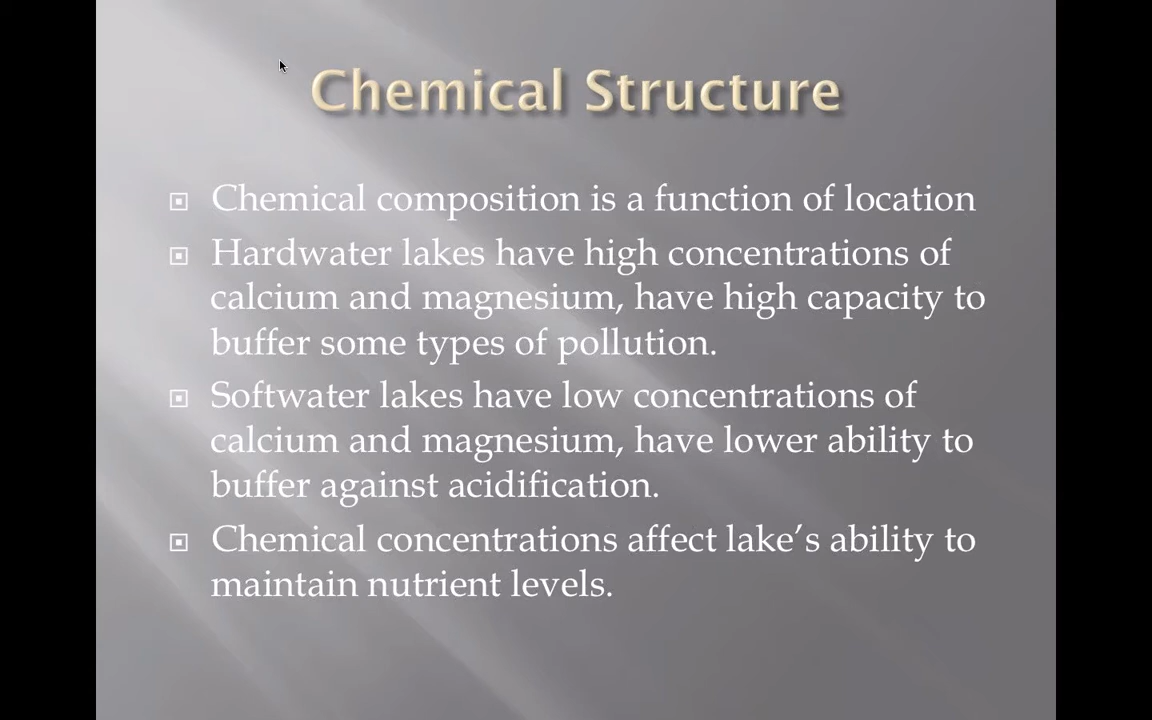 Chemical Structure
Chemical composition is a function of location
Hardwater lakes have high concentrations of
calcium and magnesium, have high capacity to
buffer some types of pollution.
Softwater lakes have low concentrations of
calcium and magnesium, have lower ability to
buffer against acidification.
Chemical concentrations affect lake’s ability to
maintain nutrient levels.